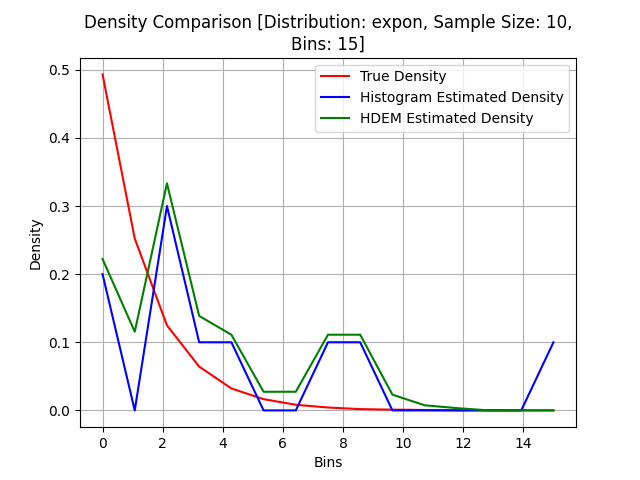 Density Comparison [Distribution: expon, Sample Size: 10,
Bins: 15]
True Density
Histogram Estimated Density
HDEM Estimated Density
Density
0.5
0.4
0.3
0.2
0.1
0.0
0 2 4 6 8 10 12 14
Bins